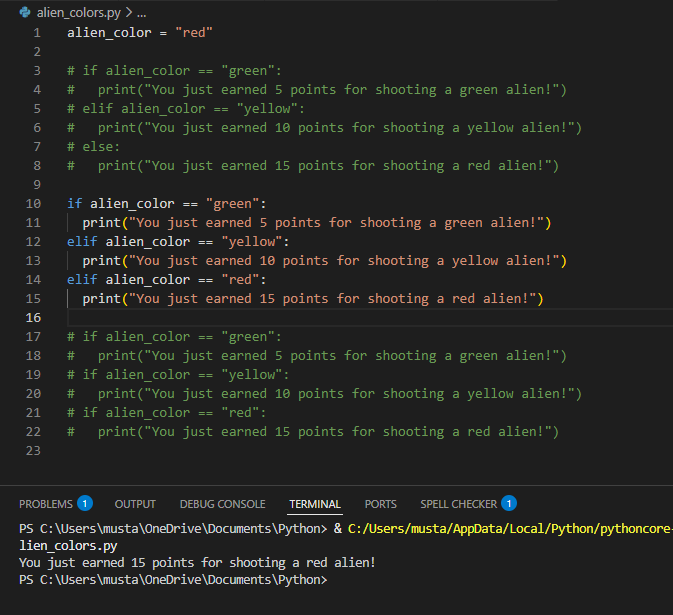 alien_colors.py > ...
1 alien_color = "red"
2
3 # if alien_color == "green":
4 #   print("You just earned 5 points for shooting a green alien!")
5 # elif alien_color == "yellow":
6 #   print("You just earned 10 points for shooting a yellow alien!")
7 # else:
8 #   print("You just earned 15 points for shooting a red alien!")
9
10 if alien_color == "green":
11   print("You just earned 5 points for shooting a green alien!")
12 elif alien_color == "yellow":
13   print("You just earned 10 points for shooting a yellow alien!")
14 elif alien_color == "red":
15   print("You just earned 15 points for shooting a red alien!")
16
17 # if alien_color == "green":
18 #   print("You just earned 5 points for shooting a green alien!")
19 # if alien_color == "yellow":
20 #   print("You just earned 10 points for shooting a yellow alien!")
21 # if alien_color == "red":
22 #   print("You just earned 15 points for shooting a red alien!")
23
PROBLEMS 1 OUTPUT DEBUG CONSOLE TERMINAL PORTS SPELL CHECKER 1
PS C:\Users\musta\OneDrive\Documents\Python> & C:/Users/musta/AppData/Local/Python/pythoncore-
lien_colors.py
You just earned 15 points for shooting a red alien!
PS C:\Users\musta\OneDrive\Documents\Python>